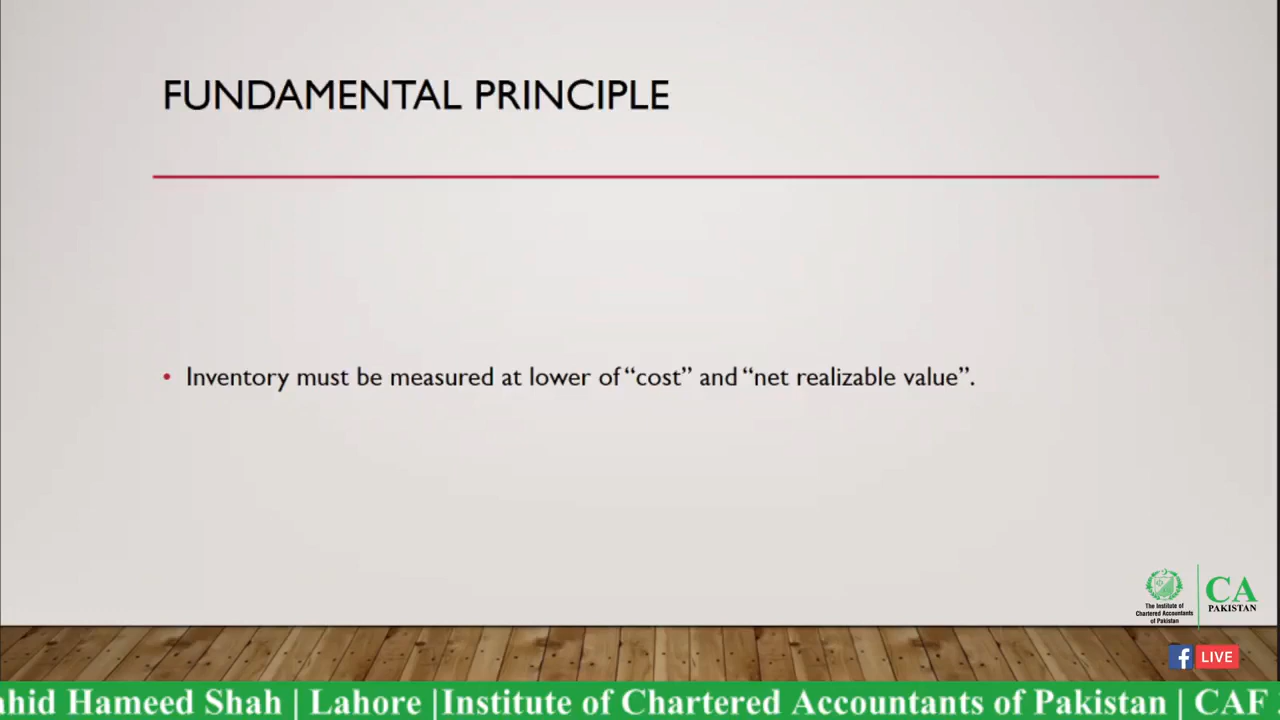 FUNDAMENTAL PRINCIPLE
• Inventory must be measured at lower of “cost” and “net realizable value”.
The Institute of
Chartered Accountants
of Pakistan
CA
PAKISTAN
f LIVE
ahid Hameed Shah | Lahore |Institute of Chartered Accountants of Pakistan | CAF